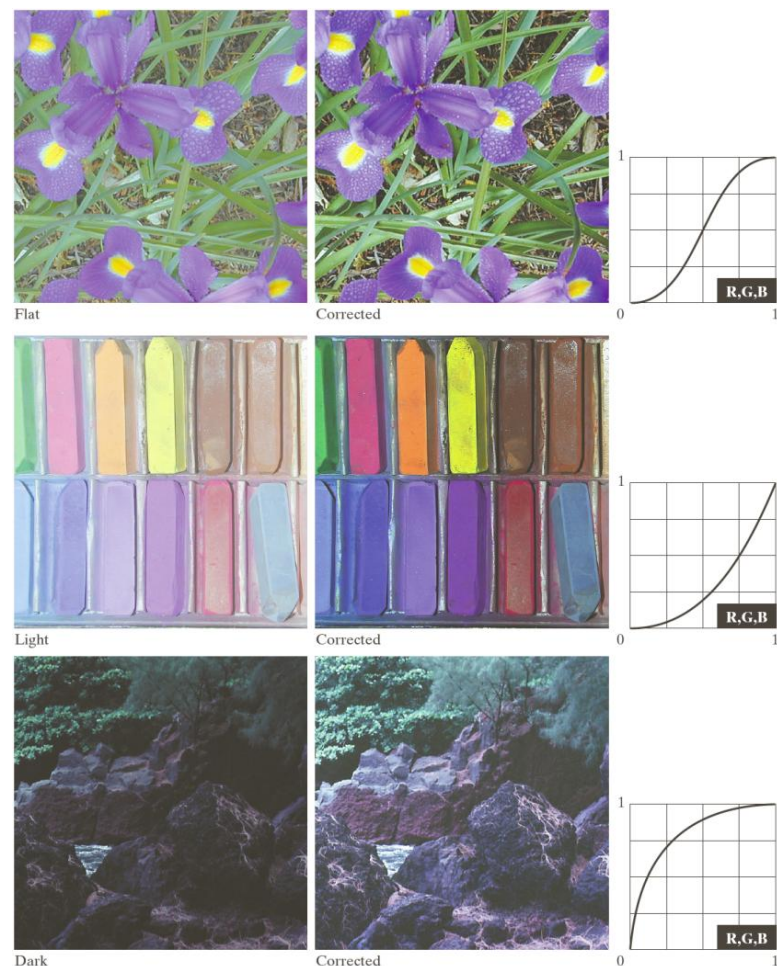 1
R,G,B
Flat
Corrected
0
1
1
R,G,B
Light
Corrected
0
1
1
R,G,B
Dark
Corrected
0
1